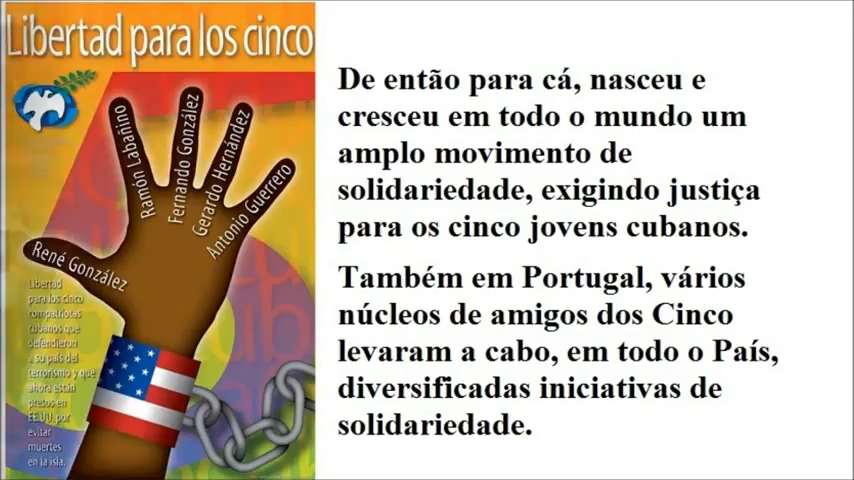 Libertad para los cinco
Ramón Labañino
Fernando González
Gerardo Hernández
Antonio Guerrero
René González
Libertad
para los cinco
compatriotas
cubanos que
defendieron
a su país del
terrorismo y que
ahora están
presos en
EE.UU. por
evitar
muertes
en la isla.
De então para cá, nasceu e
cresceu em todo o mundo um
amplo movimento de
solidariedade, exigindo justiça
para os cinco jovens cubanos.
Também em Portugal, vários
núcleos de amigos dos Cinco
levaram a cabo, em todo o País,
diversificadas iniciativas de
solidariedade.